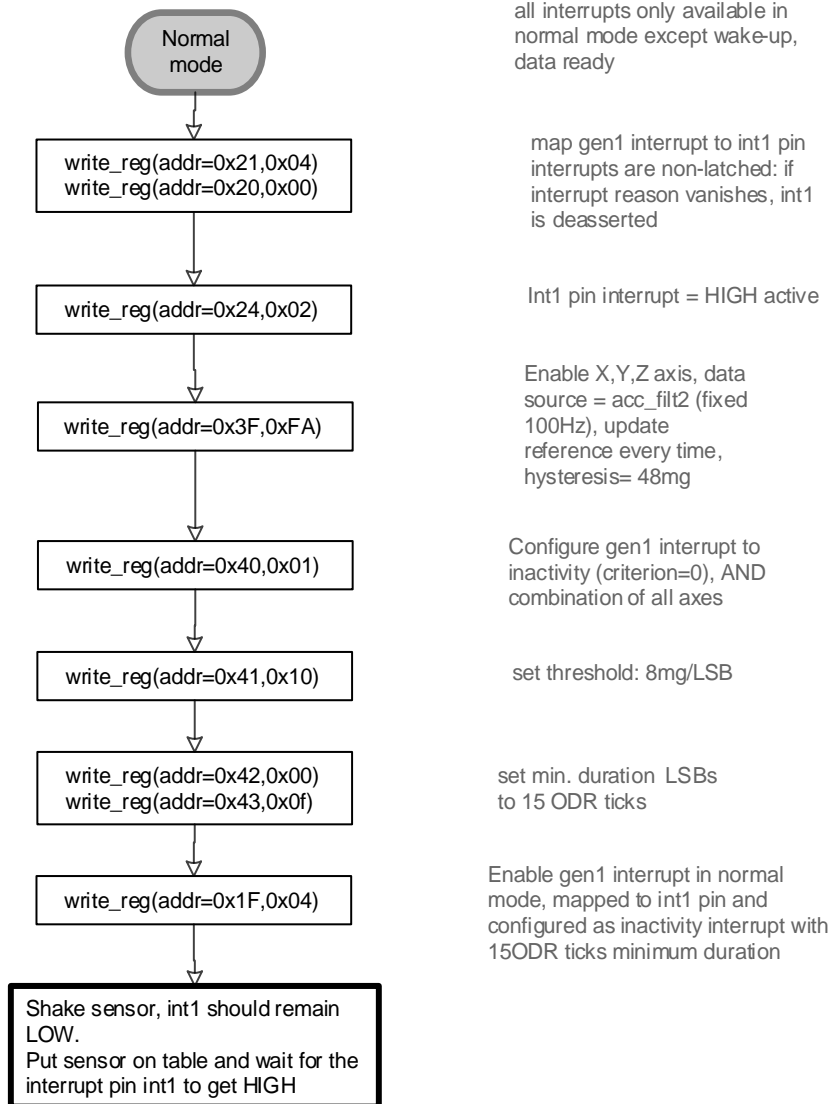 all interrupts only available in
normal mode except wake-up,
data ready
Normal
mode
write_reg(addr=0x21,0x04)
write_reg(addr=0x20,0x00)
map gen1 interrupt to int1 pin
interrupts are non-latched: if
interrupt reason vanishes, int1
is deasserted
write_reg(addr=0x24,0x02)
Int1 pin interrupt = HIGH active
write_reg(addr=0x3F,0xFA)
Enable X,Y,Z axis, data
source = acc_filt2 (fixed
100Hz), update
reference every time,
hysteresis= 48mg
write_reg(addr=0x40,0x01)
Configure gen1 interrupt to
inactivity (criterion=0), AND
combination of all axes
write_reg(addr=0x41,0x10)
set threshold: 8mg/LSB
write_reg(addr=0x42,0x00)
write_reg(addr=0x43,0x0f)
set min. duration LSBs
to 15 ODR ticks
write_reg(addr=0x1F,0x04)
Enable gen1 interrupt in normal
mode, mapped to int1 pin and
configured as inactivity interrupt with
15ODR ticks minimum duration
Shake sensor, int1 should remain
LOW.
Put sensor on table and wait for the
interrupt pin int1 to get HIGH